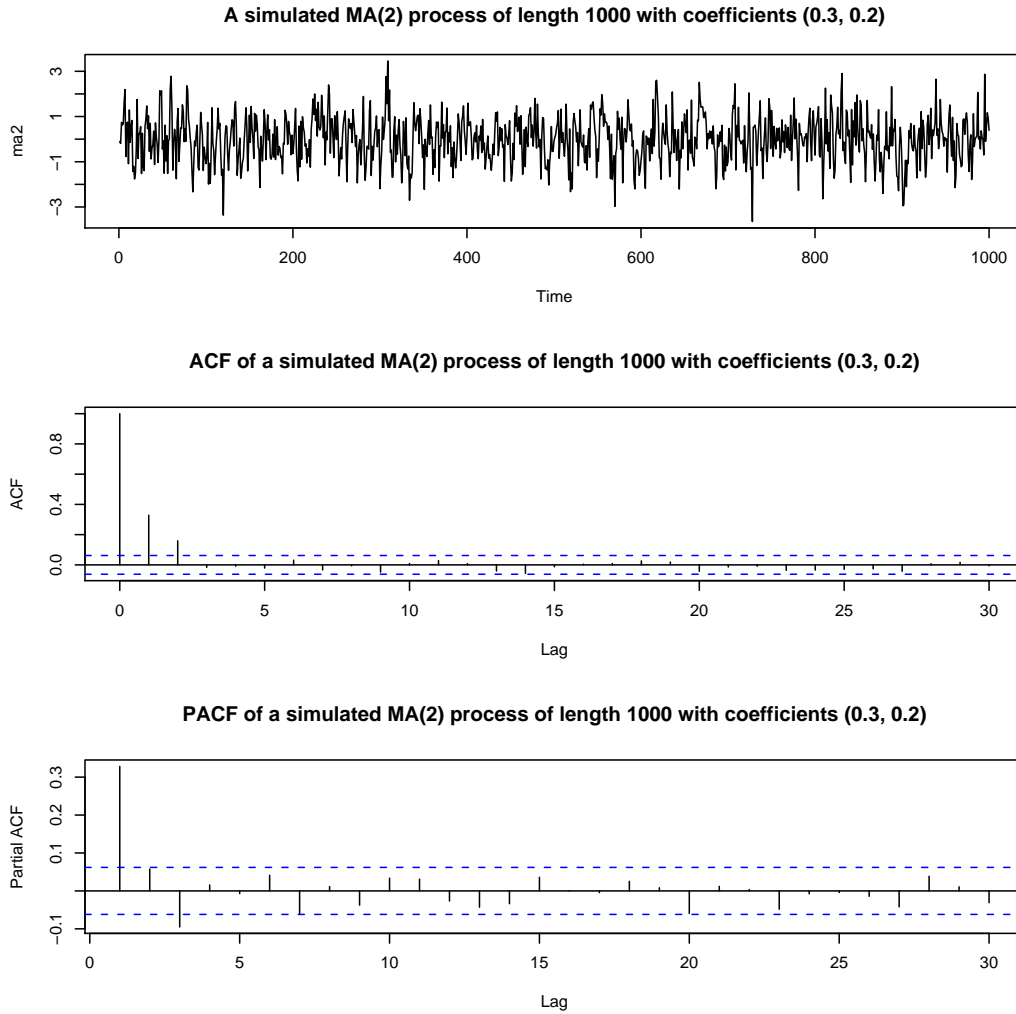 A simulated MA(2) process of length 1000 with coefficients (0.3, 0.2)
ma2
3
1
−1
−3
0 200 400 600 800 1000
Time
ACF of a simulated MA(2) process of length 1000 with coefficients (0.3, 0.2)
ACF
0.8
0.4
0.0
0 5 10 15 20 25 30
Lag
PACF of a simulated MA(2) process of length 1000 with coefficients (0.3, 0.2)
Partial ACF
0.3
0.2
0.1
−0.1
0 5 10 15 20 25 30
Lag